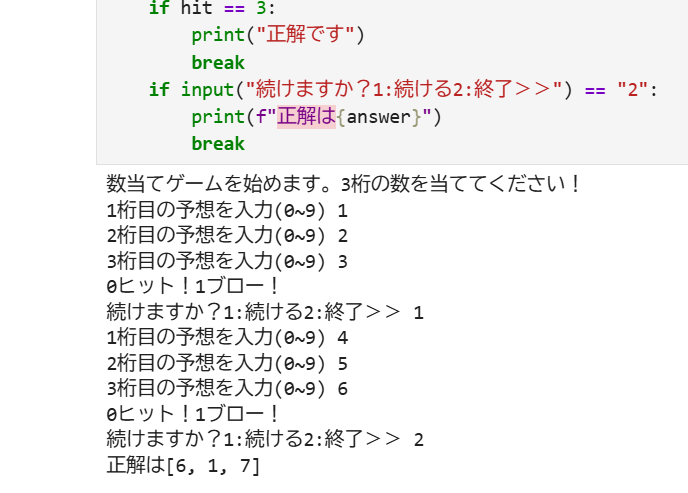 if hit == 3:
print("正解です")
break
if input("続けますか？1:続ける2:終了＞＞") == "2":
print(f"正解は{answer}")
break
数当てゲームを始めます。3桁の数を当ててください！
1桁目の予想を入力(0~9) 1
2桁目の予想を入力(0~9) 2
3桁目の予想を入力(0~9) 3
0ヒット！1ブロー！
続けますか？1:続ける2:終了＞＞ 1
1桁目の予想を入力(0~9) 4
2桁目の予想を入力(0~9) 5
3桁目の予想を入力(0~9) 6
0ヒット！1ブロー！
続けますか？1:続ける2:終了＞＞ 2
正解は[6, 1, 7]